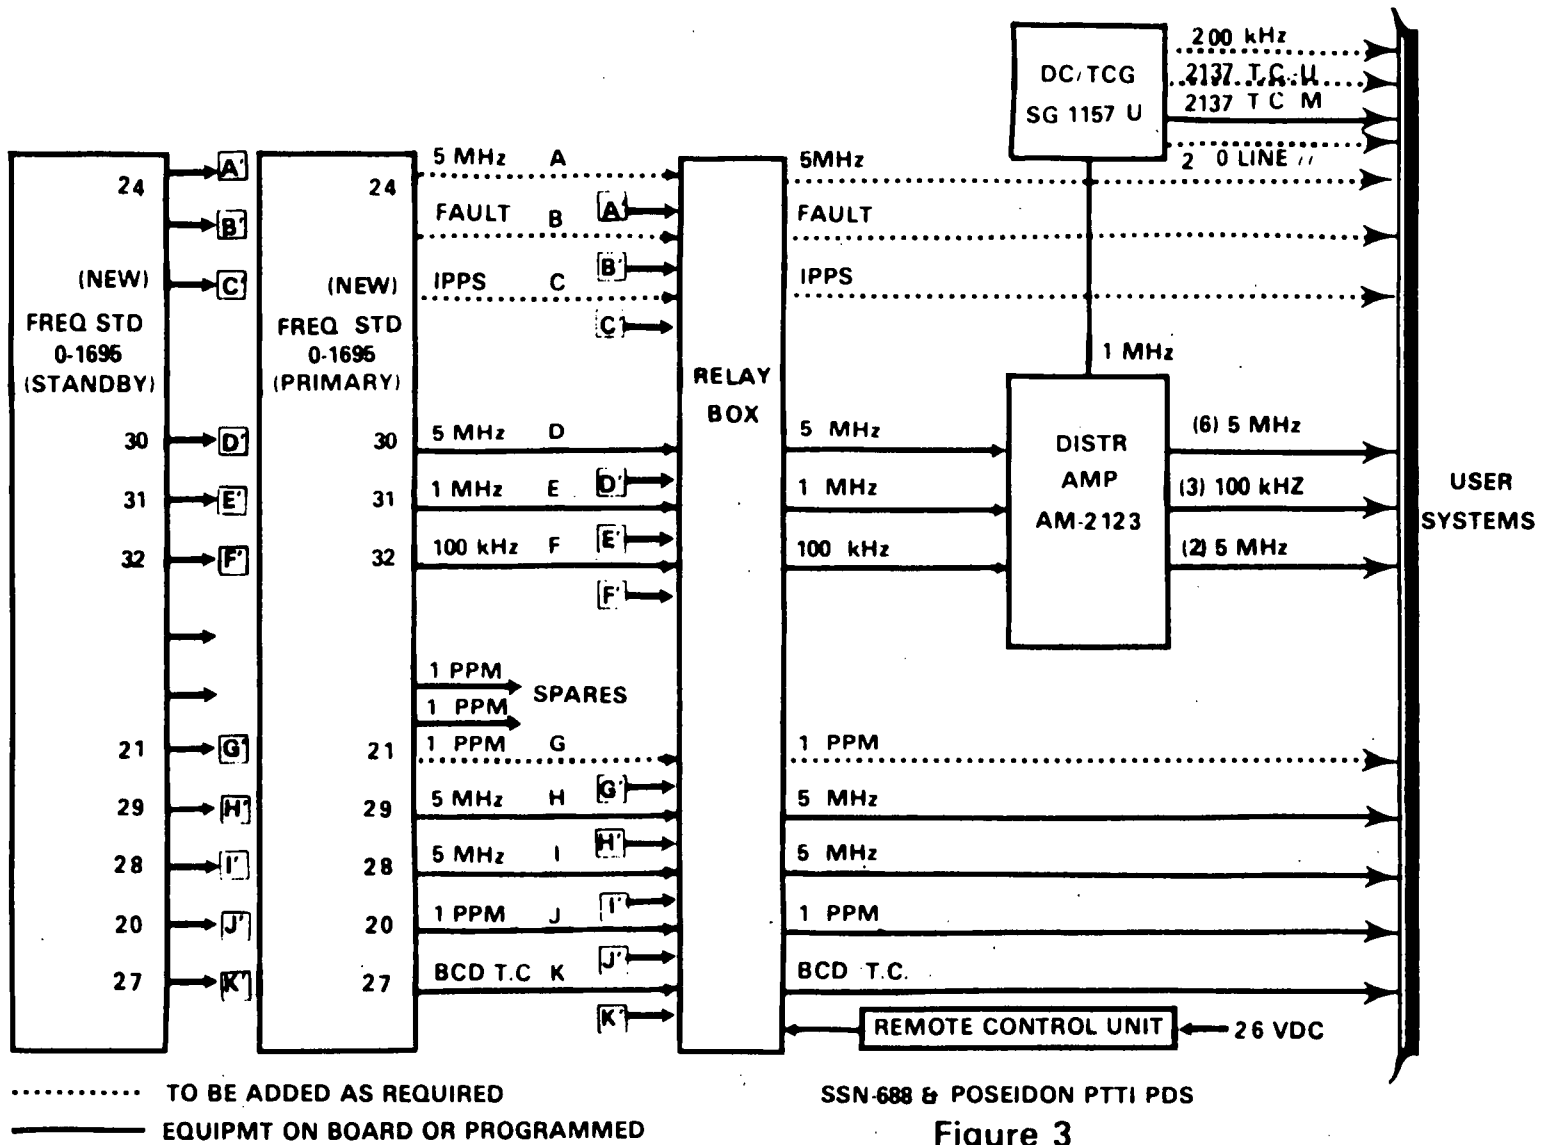 200 kHz
DC/TCG
2137 T.C. U
SG 1157 U
2137 T C M
2 0 LINE
A'
24
B'
(NEW)
C'
FREQ STD
0-1695
(STANDBY)
30
D'
31
E'
32
F'
21
G'
29
H'
28
I'
20
J'
27
K'
24
(NEW)
FREQ STD
0-1695
(PRIMARY)
30
31
32
21
29
28
20
27
5 MHz A
A'
FAULT B
B'
IPPS C
C'
5 MHz D
D'
1 MHz E
E'
100 kHz F
F'
1 PPM
SPARES
1 PPM
1 PPM G
G'
5 MHz H
H'
5 MHz I
I'
1 PPM J
J'
BCD T.C K
K'
RELAY
BOX
5MHz
FAULT
IPPS
1 MHz
5 MHz
1 MHz
100 kHz
DISTR
AMP
AM-2123
(6) 5 MHz
(3) 100 kHZ
(2) 5 MHz
USER
SYSTEMS
1 PPM
5 MHz
5 MHz
1 PPM
BCD T.C.
REMOTE CONTROL UNIT
26 VDC
TO BE ADDED AS REQUIRED
EQUIPMT ON BOARD OR PROGRAMMED
SSN-688 & POSEIDON PTTI PDS
Figure 3